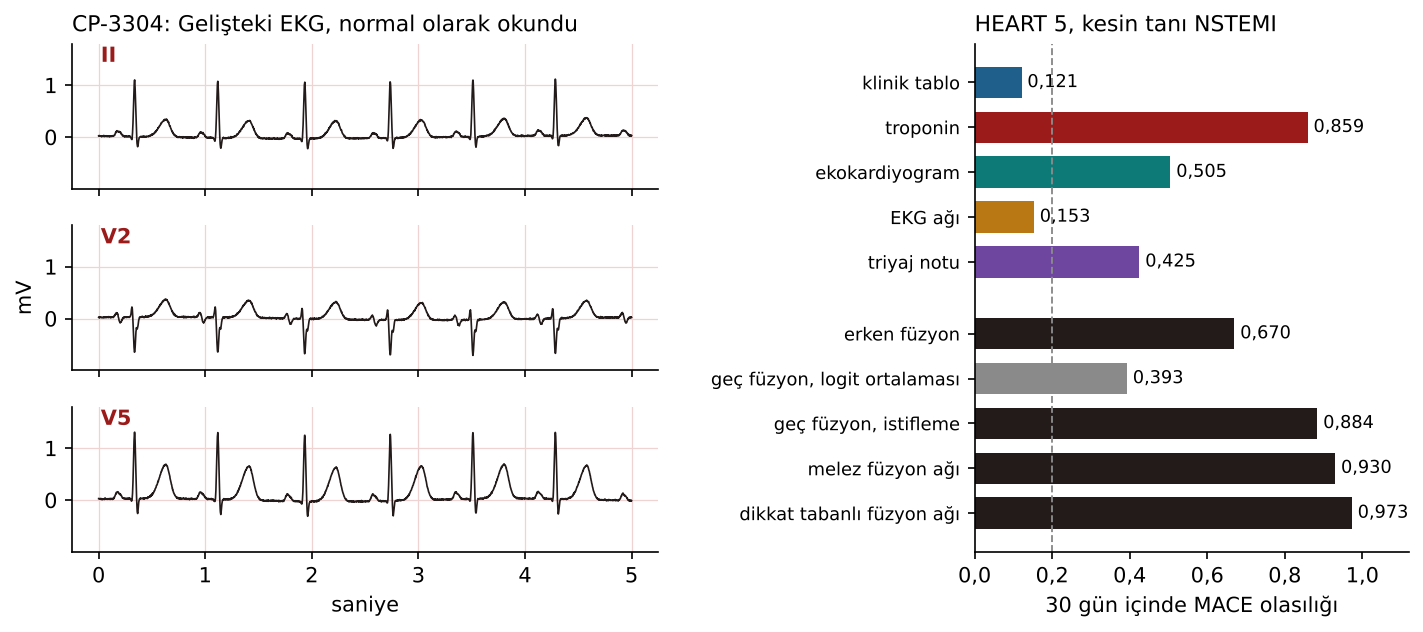 CP-3304: Gelişteki EKG, normal olarak okundu
II
1
0
V2
1
0
mV
V5
1
0
0 1 2 3 4 5
saniye
HEART 5, kesin tanı NSTEMI
klinik tablo 0,121
troponin 0,859
ekokardiyogram 0,505
EKG ağı 0,153
triyaj notu 0,425
erken füzyon 0,670
geç füzyon, logit ortalaması 0,393
geç füzyon, istifleme 0,884
melez füzyon ağı 0,930
dikkat tabanlı füzyon ağı 0,973
0,0 0,2 0,4 0,6 0,8 1,0
30 gün içinde MACE olasılığı